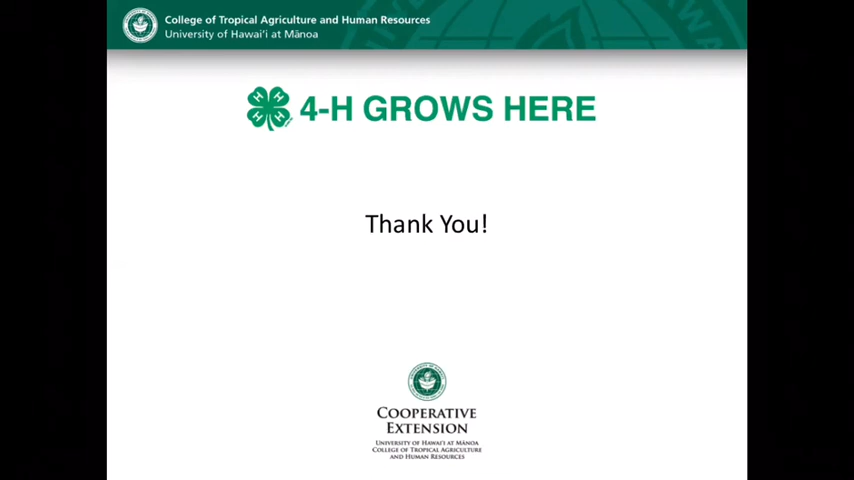 College of Tropical Agriculture and Human Resources
University of Hawai'i at Mānoa
4-H GROWS HERE
Thank You!
COOPERATIVE
EXTENSION
UNIVERSITY OF HAWAI'I AT MĀNOA
COLLEGE OF TROPICAL AGRICULTURE
AND HUMAN RESOURCES